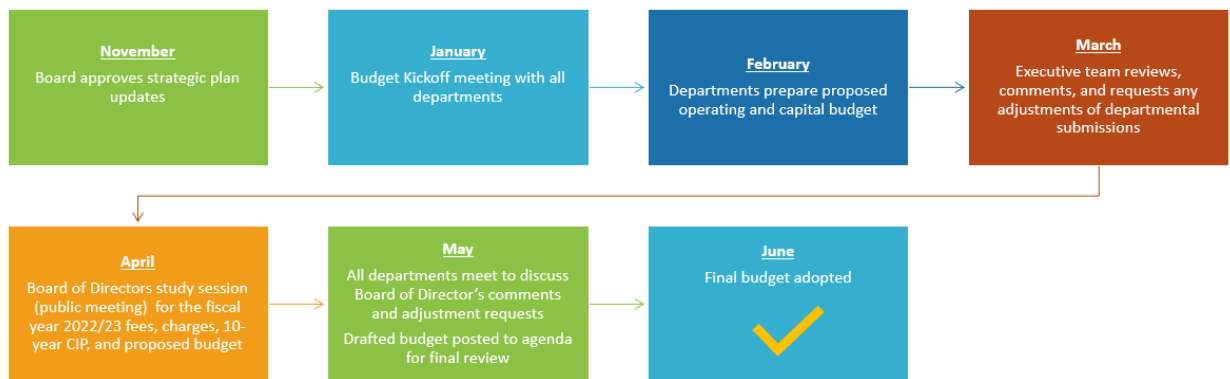 November
Board approves strategic plan
updates
January
Budget Kickoff meeting with all
departments
February
Departments prepare proposed
operating and capital budget
March
Executive team reviews,
comments, and requests any
adjustments of departmental
submissions
April
Board of Directors study session
(public meeting) for the fiscal
year 2022/23 fees, charges, 10-
year CIP, and proposed budget
May
All departments meet to discuss
Board of Director's comments
and adjustment requests
Drafted budget posted to agenda
for final review
June
Final budget adopted